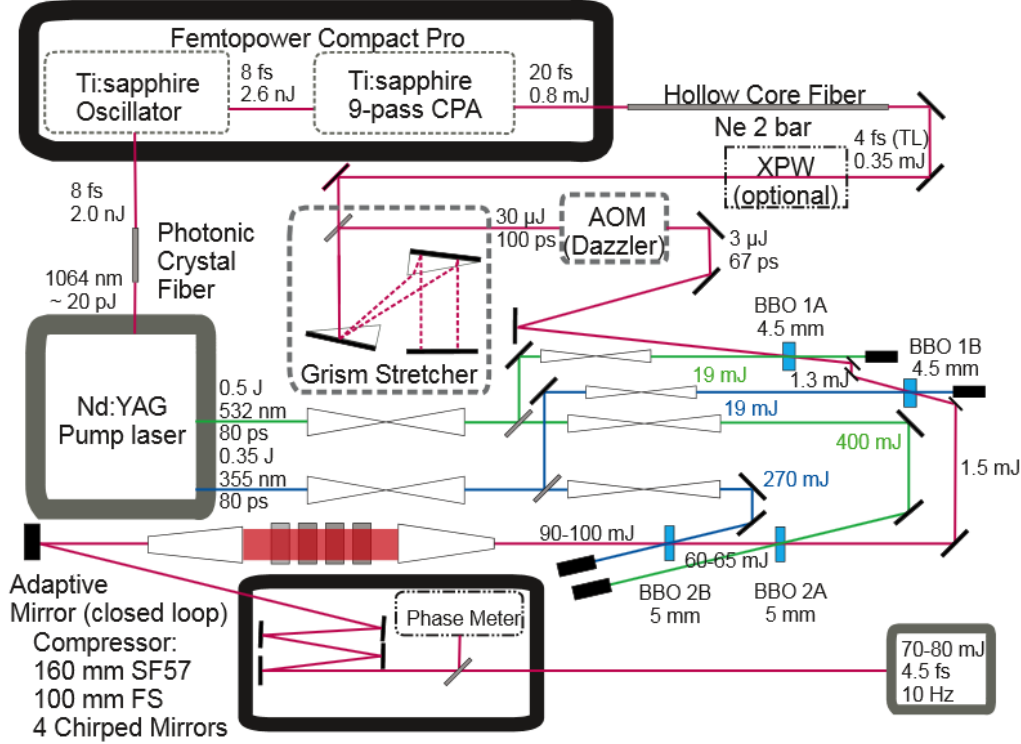 Femtopower Compact Pro
Ti:sapphire
Oscillator
8 fs
2.6 nJ
Ti:sapphire
9-pass CPA
20 fs
0.8 mJ
Hollow Core Fiber
Ne 2 bar
4 fs (TL)
0.35 mJ
XPW
(optional)
8 fs
2.0 nJ
Photonic
Crystal
Fiber
1064 nm
~ 20 pJ
30 µJ
100 ps
AOM
(Dazzler)
3 µJ
67 ps
Grism Stretcher
BBO 1A
4.5 mm
BBO 1B
4.5 mm
19 mJ
1.3 mJ
19 mJ
Nd:YAG
Pump laser
0.5 J
532 nm
80 ps
0.35 J
355 nm
80 ps
400 mJ
270 mJ
1.5 mJ
90-100 mJ
60-65 mJ
BBO 2B
5 mm
BBO 2A
5 mm
Adaptive
Mirror (closed loop)
Compressor:
160 mm SF57
100 mm FS
4 Chirped Mirrors
Phase Meter
70-80 mJ
4.5 fs
10 Hz